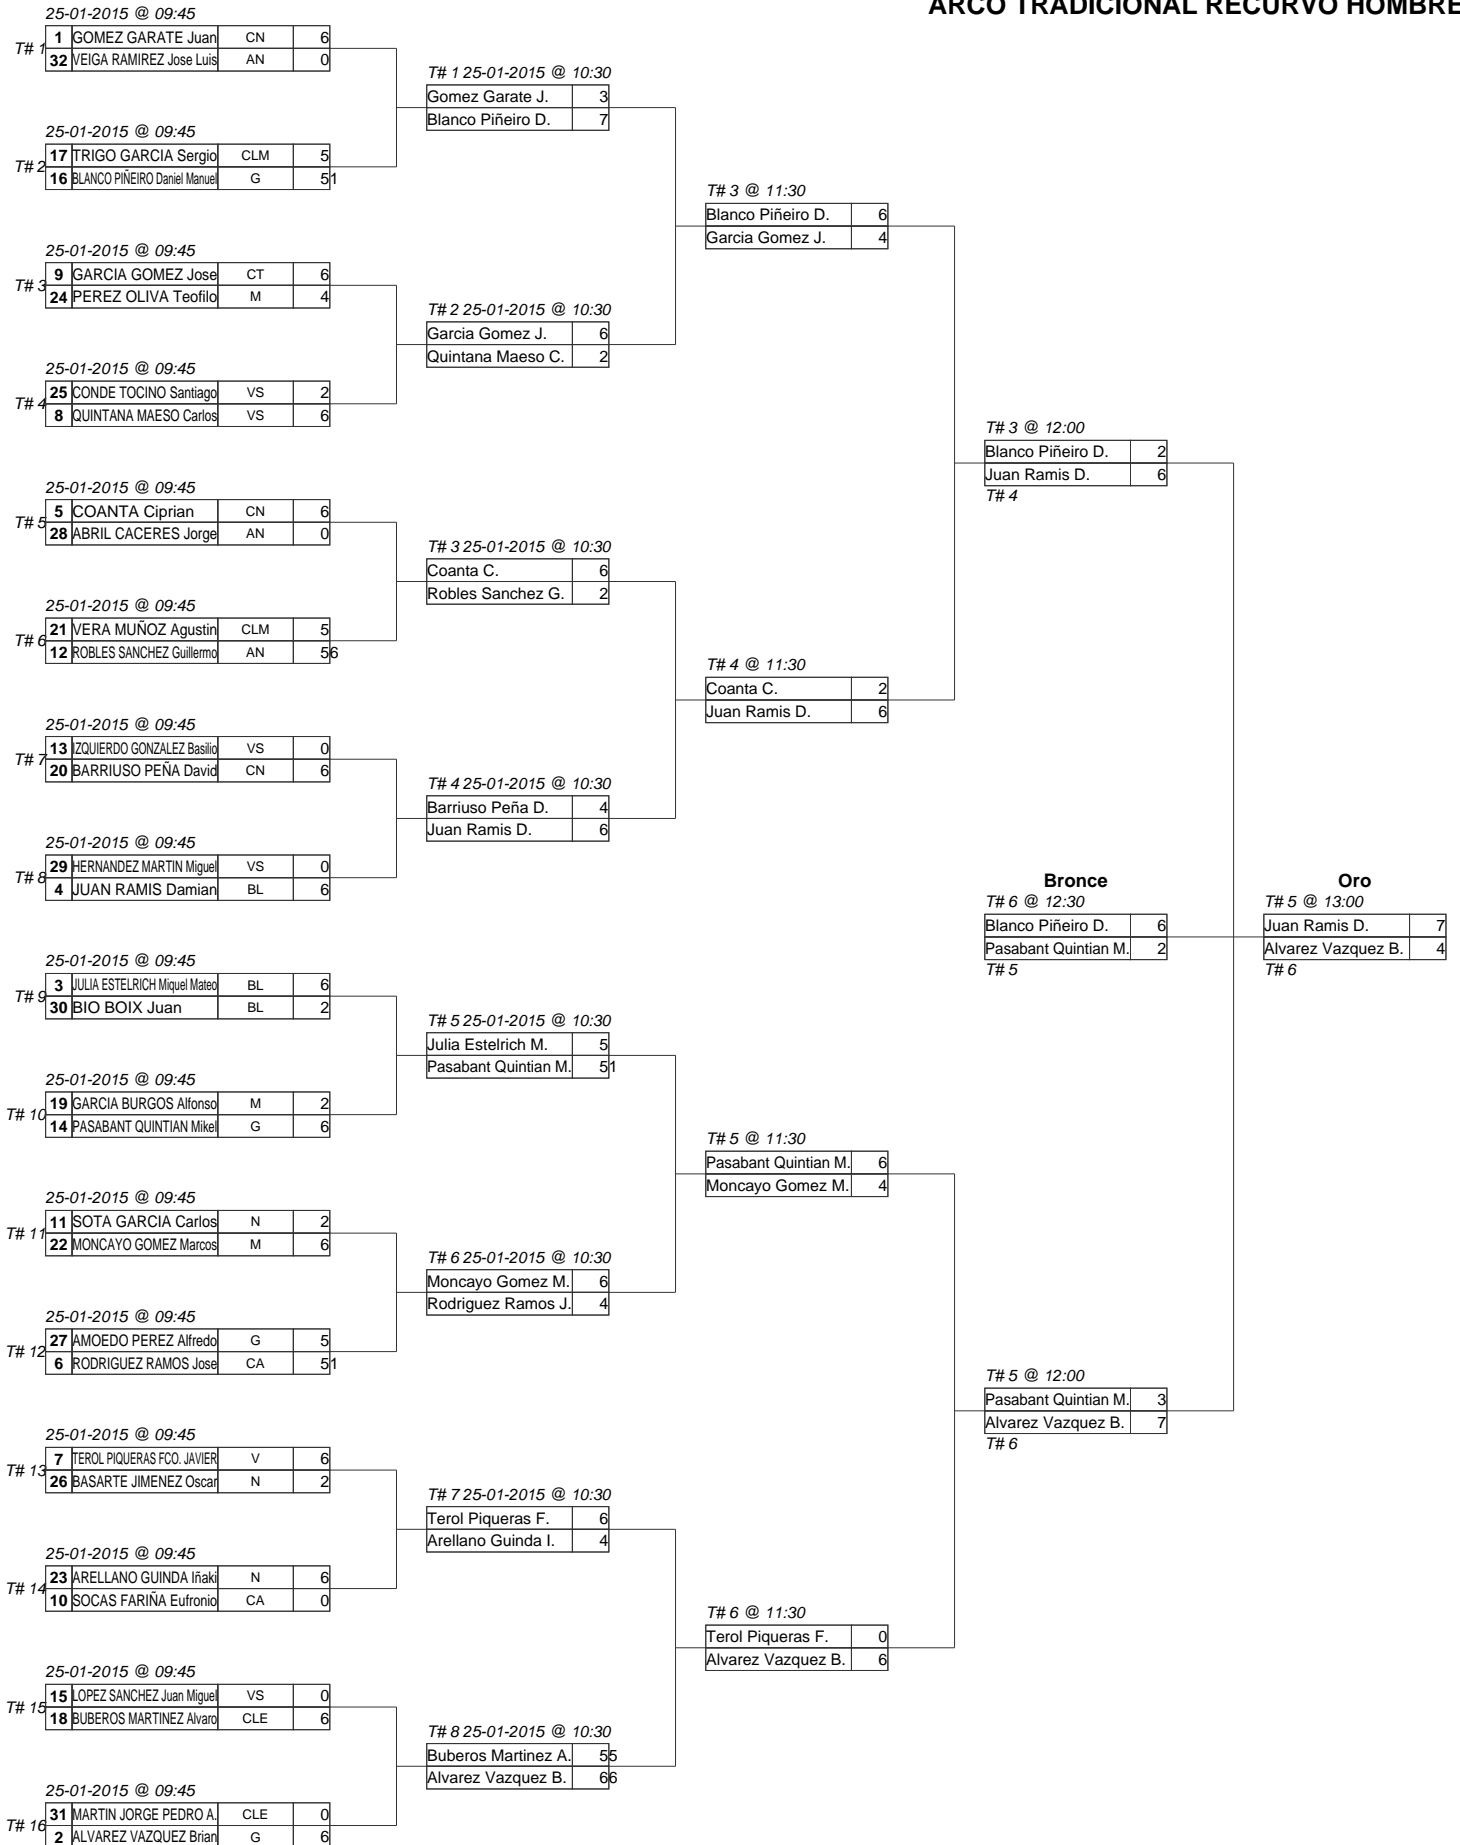 ARCO TRADICIONAL RECURVO HOMBRE
25-01-2015 @ 09:45
T# 1
1 GOMEZ GARATE Juan CN 6
32 VEIGA RAMIREZ Jose Luis AN 0
25-01-2015 @ 09:45
T# 2
17 TRIGO GARCIA Sergio CLM 5
16 BLANCO PIÑEIRO Daniel Manuel G 51
25-01-2015 @ 09:45
T# 3
9 GARCIA GOMEZ Jose CT 6
24 PEREZ OLIVA Teofilo M 4
25-01-2015 @ 09:45
T# 4
25 CONDE TOCINO Santiago VS 2
8 QUINTANA MAESO Carlos VS 6
25-01-2015 @ 09:45
T# 5
5 COANTA Ciprian CN 6
28 ABRIL CACERES Jorge AN 0
25-01-2015 @ 09:45
T# 6
21 VERA MUÑOZ Agustin CLM 5
12 ROBLES SANCHEZ Guillermo AN 56
25-01-2015 @ 09:45
T# 7
13 IZQUIERDO GONZALEZ Basilio VS 0
20 BARRIUSO PEÑA David CN 6
25-01-2015 @ 09:45
T# 8
29 HERNANDEZ MARTIN Miguel VS 0
4 JUAN RAMIS Damian BL 6
25-01-2015 @ 09:45
T# 9
3 JULIA ESTELRICH Miquel Mateo BL 6
30 BIO BOIX Juan BL 2
25-01-2015 @ 09:45
T# 10
19 GARCIA BURGOS Alfonso M 2
14 PASABANT QUINTIAN Mikel G 6
25-01-2015 @ 09:45
T# 11
11 SOTA GARCIA Carlos N 2
22 MONCAYO GOMEZ Marcos M 6
25-01-2015 @ 09:45
T# 12
27 AMOEDO PEREZ Alfredo G 5
6 RODRIGUEZ RAMOS Jose CA 51
25-01-2015 @ 09:45
T# 13
7 TEROL PIQUERAS FCO. JAVIER V 6
26 BASARTE JIMENEZ Oscar N 2
25-01-2015 @ 09:45
T# 14
23 ARELLANO GUINDA Iñaki N 6
10 SOCAS FARIÑA Eufronio CA 0
25-01-2015 @ 09:45
T# 15
15 LOPEZ SANCHEZ Juan Miguel VS 0
18 BUBEROS MARTINEZ Alvaro CLE 6
25-01-2015 @ 09:45
T# 16
31 MARTIN JORGE PEDRO A. CLE 0
2 ALVAREZ VAZQUEZ Brian G 6
T# 1 25-01-2015 @ 10:30
Gomez Garate J. 3
Blanco Piñeiro D. 7
T# 2 25-01-2015 @ 10:30
Garcia Gomez J. 6
Quintana Maeso C. 2
T# 3 25-01-2015 @ 10:30
Coanta C. 6
Robles Sanchez G. 2
T# 4 25-01-2015 @ 10:30
Barriuso Peña D. 4
Juan Ramis D. 6
T# 5 25-01-2015 @ 10:30
Julia Estelrich M. 5
Pasabant Quintian M. 51
T# 6 25-01-2015 @ 10:30
Moncayo Gomez M. 6
Rodriguez Ramos J. 4
T# 7 25-01-2015 @ 10:30
Terol Piqueras F. 6
Arellano Guinda I. 4
T# 8 25-01-2015 @ 10:30
Buberos Martinez A. 55
Alvarez Vazquez B. 66
T# 3 @ 11:30
Blanco Piñeiro D. 6
Garcia Gomez J. 4
T# 4 @ 11:30
Coanta C. 2
Juan Ramis D. 6
T# 5 @ 11:30
Pasabant Quintian M. 6
Moncayo Gomez M. 4
T# 6 @ 11:30
Terol Piqueras F. 0
Alvarez Vazquez B. 6
T# 3 @ 12:00
Blanco Piñeiro D. 2
Juan Ramis D. 6
T# 4
Bronce
T# 6 @ 12:30
Blanco Piñeiro D. 6
Pasabant Quintian M. 2
T# 5
T# 5 @ 12:00
Pasabant Quintian M. 3
Alvarez Vazquez B. 7
T# 6
Oro
T# 5 @ 13:00
Juan Ramis D. 7
Alvarez Vazquez B. 4
T# 6